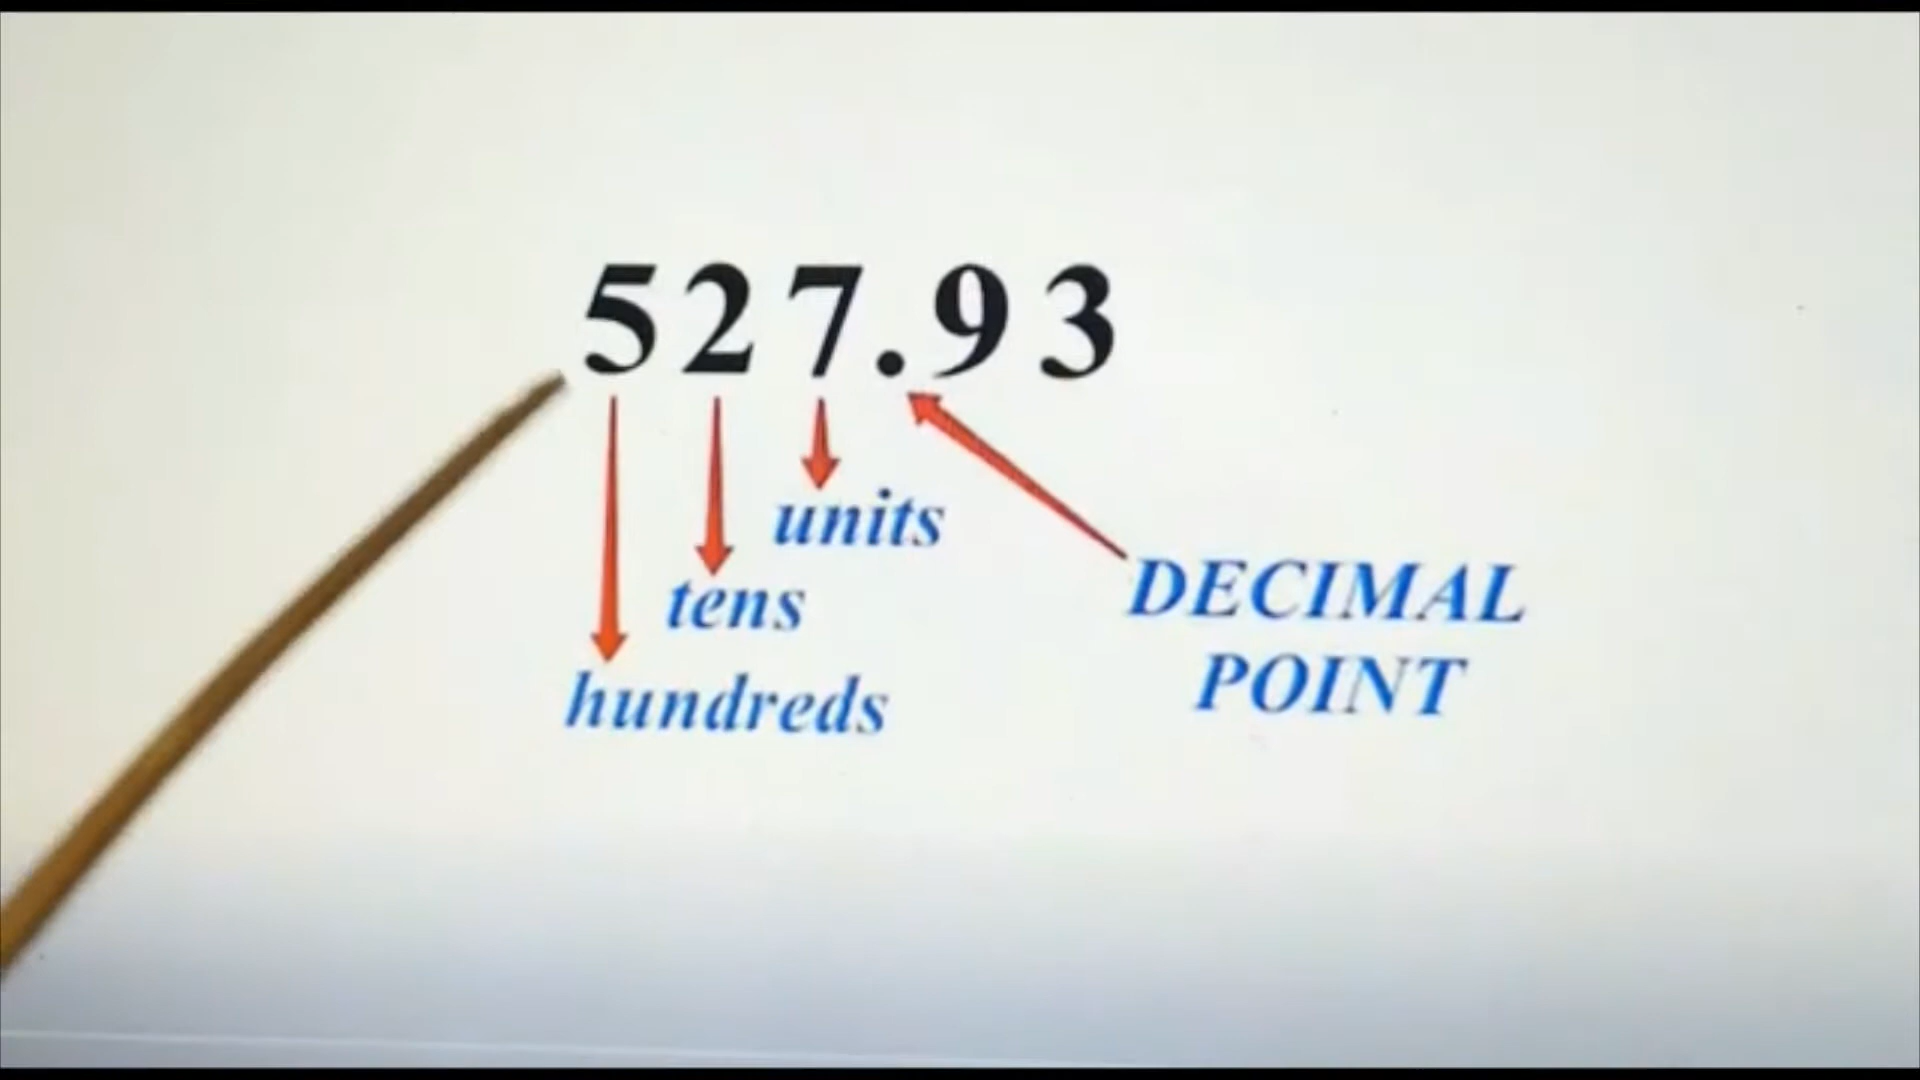 527.93
units
tens
hundreds
DECIMAL
POINT